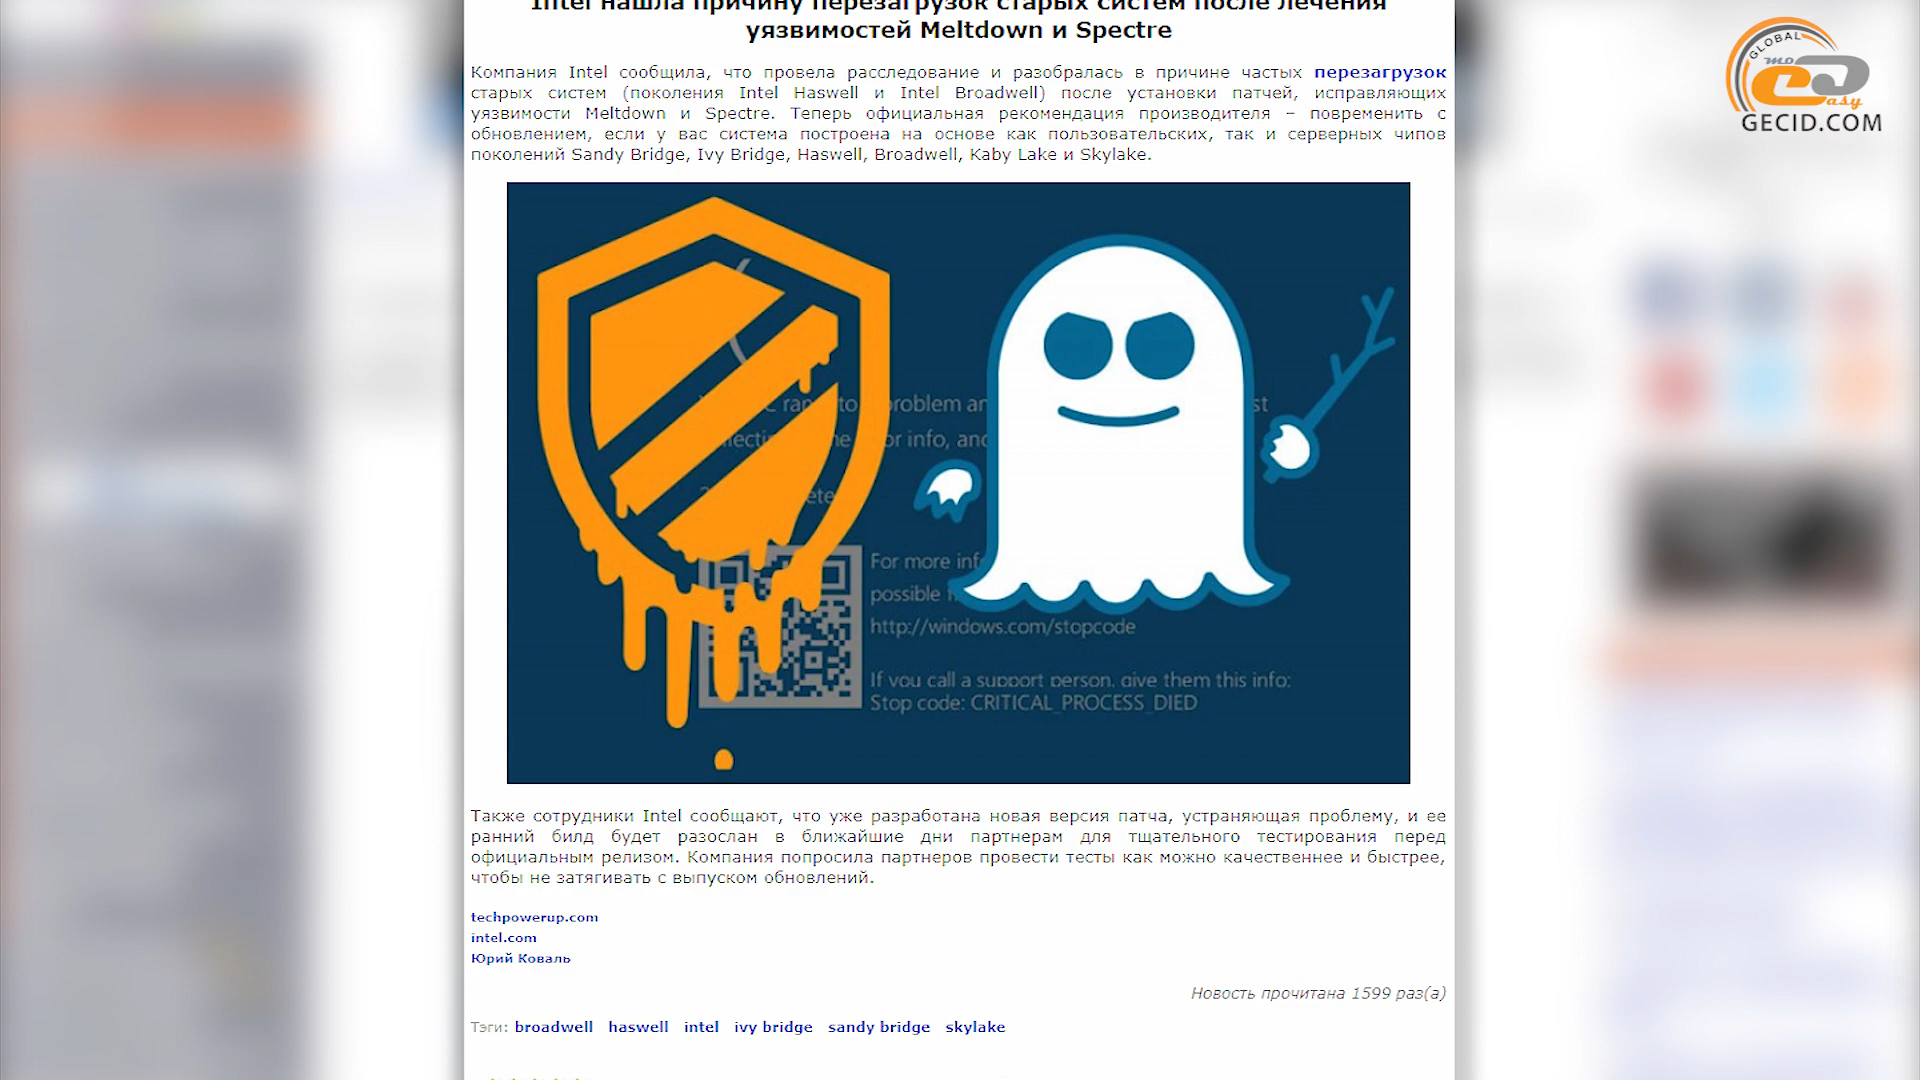 Intel нашла причину перезагрузок старых систем после лечения
уязвимостей Meltdown и Spectre
GLOBAL
easy
GECID.COM
Компания Intel сообщила, что провела расследование и разобралась в причине частых перезагрузок
старых систем (поколения Intel Haswell и Intel Broadwell) после установки патчей, исправляющих
уязвимости Meltdown и Spectre. Теперь официальная рекомендация производителя – повременить с
обновлением, если у вас система построена на основе как пользовательских, так и серверных чипов
поколений Sandy Bridge, Ivy Bridge, Haswell, Broadwell, Kaby Lake и Skylake.
problem
info, and
For more
possible
http://windows.com/stopcode
If you call a support person, give them this info:
Stop code: CRITICAL_PROCESS_DIED
Также сотрудники Intel сообщают, что уже разработана новая версия патча, устраняющая проблему, и ее
ранний билд будет разослан в ближайшие дни партнерам для тщательного тестирования перед
официальным релизом. Компания попросила партнеров провести тесты как можно качественнее и быстрее,
чтобы не затягивать с выпуском обновлений.
techpowerup.com
intel.com
Юрий Коваль
Новость прочитана 1599 раз(а)
Тэги: broadwell haswell intel ivy bridge sandy bridge skylake